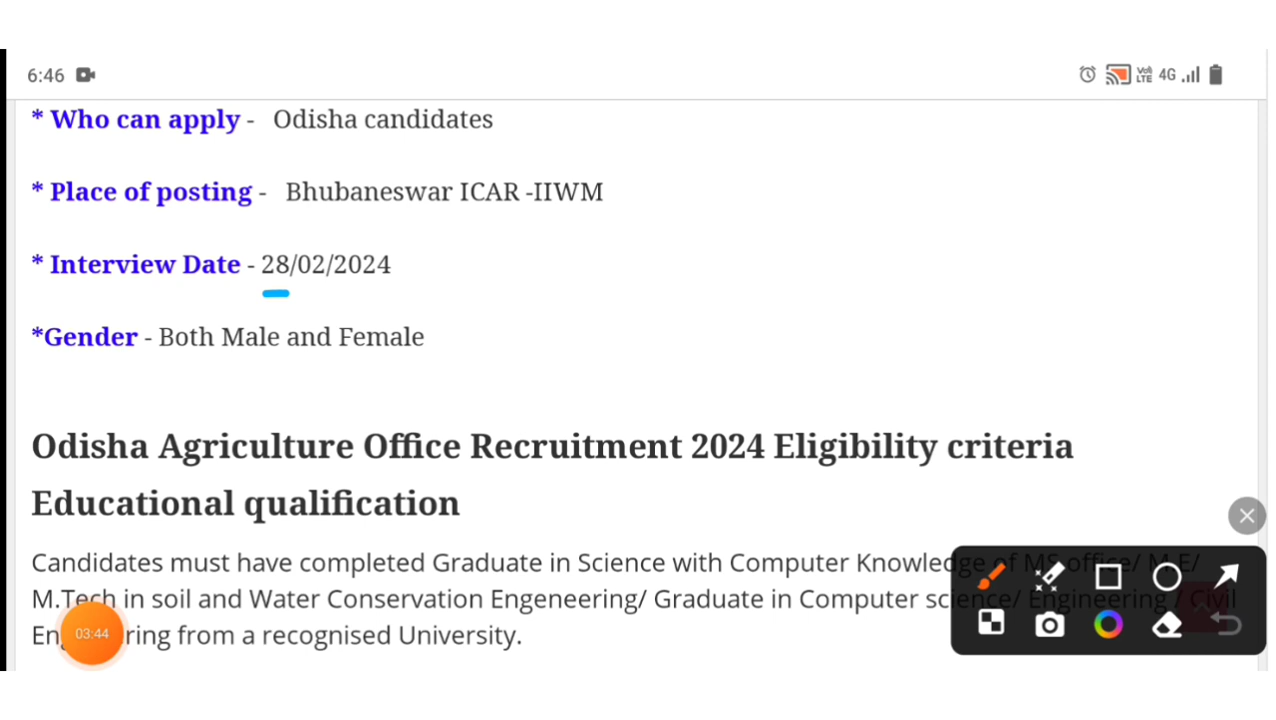 6:46
VoLTE 4G
* Who can apply - Odisha candidates
* Place of posting - Bhubaneswar ICAR -IIWM
* Interview Date - 28/02/2024
*Gender - Both Male and Female
Odisha Agriculture Office Recruitment 2024 Eligibility criteria
Educational qualification
Candidates must have completed Graduate in Science with Computer Knowledge of MS office/ M.E/
M.Tech in soil and Water Conservation Engeneering/ Graduate in Computer science/ Engineering / Civil
from a recognised University.
03:44